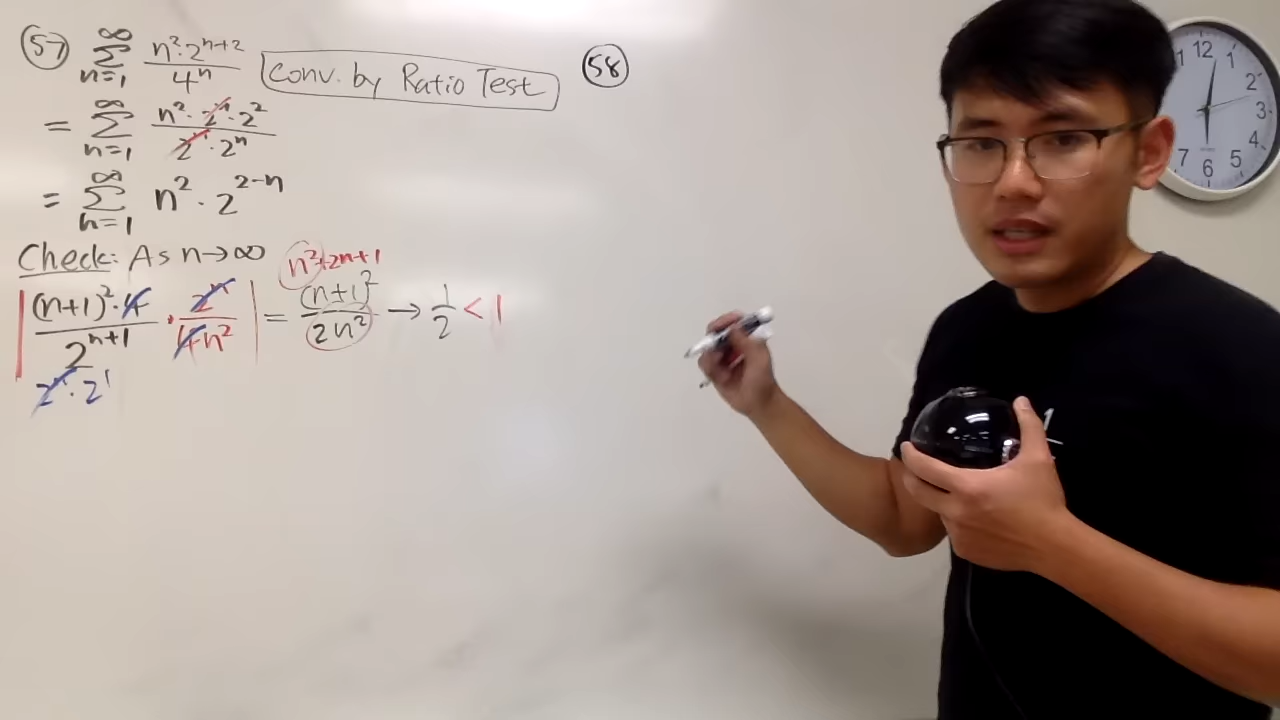 57 ∞∑n=1 n²·2ⁿ⁺²/4ⁿ Conv. by Ratio Test
= ∞∑n=1 n²·2ⁿ·2²/2ⁿ·2ⁿ
= ∞∑n=1 n²·2²⁻ⁿ
Check: As n→∞
n²+2n+1
|(n+1)²·4/2ⁿ⁺¹ · 2ⁿ/4n²| = (n+1)²/2n² → 1/2 < 1
2ⁿ·2¹
58
12
1
2
3
4
5
6
7
11
1